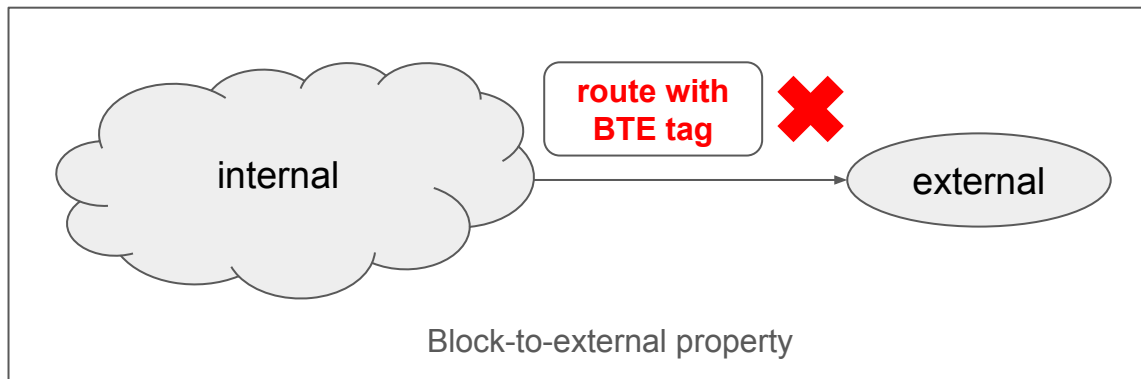 route with
BTE tag
internal
external
Block-to-external property